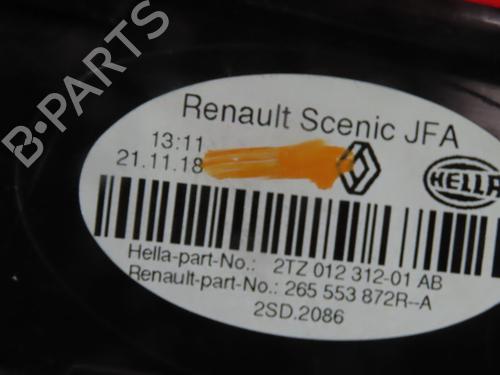 B-PARTS
Renault Scenic JFA
13:11
21.11.18
HELLA
Hella-part-No.: 2TZ 012 312-01 AB
Renault-part-No.: 265 553 872R--A
2SD.2086